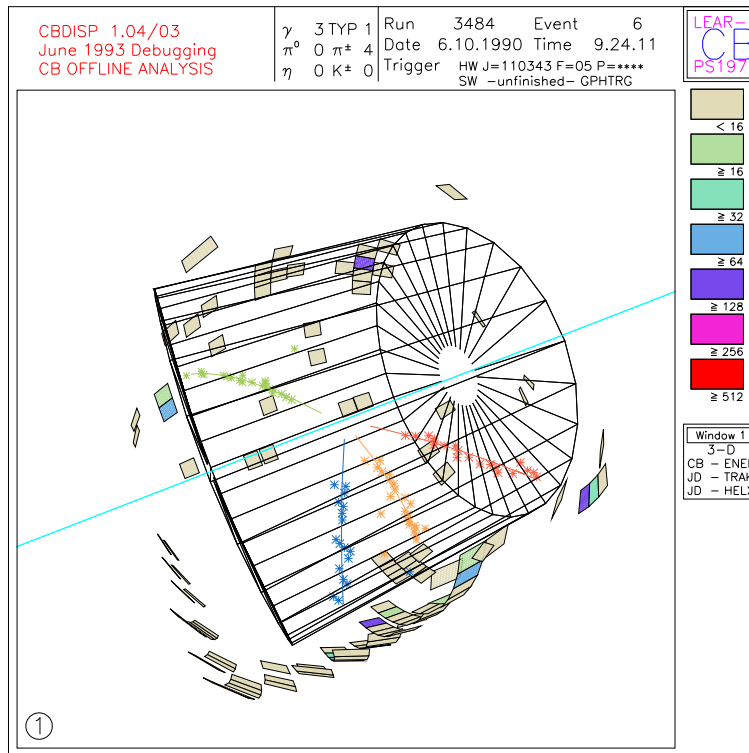 CBDISP 1.04/03
June 1993 Debugging
CB OFFLINE ANALYSIS
γ 3 TYP 1
π⁰ 0 π± 4
η 0 K± 0
Run 3484 Event 6
Date 6.10.1990 Time 9.24.11
Trigger HW J=110343 F=05 P=****
SW -unfinished- GPHTRG
LEAR-
CB
PS197
< 16
≥ 16
≥ 32
≥ 64
≥ 128
≥ 256
≥ 512
Window 1
3-D
CB - ENE
JD - TRAK
JD - HEL
1